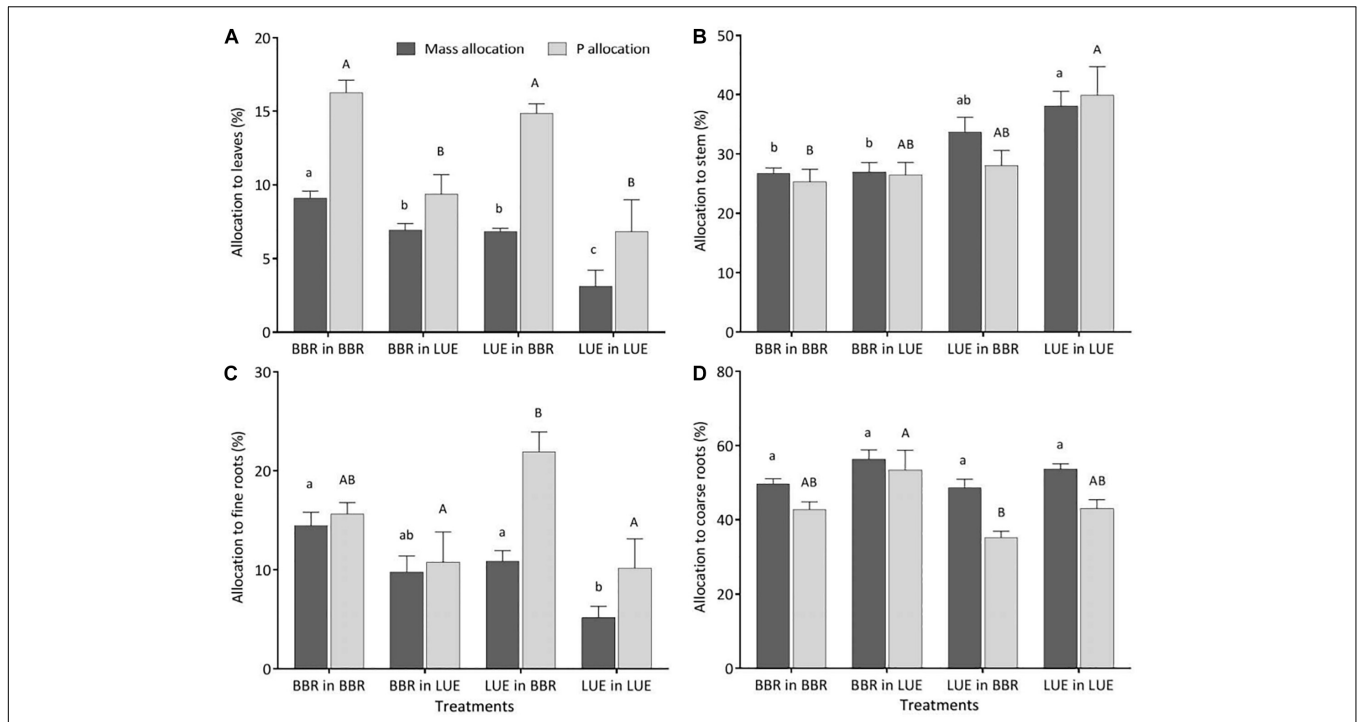 A
Allocation to leaves (%)
20
15
10
5
0
Mass allocation
P allocation
a A b B b A c B
BBR in BBR BBR in LUE LUE in BBR LUE in LUE
B
Allocation to stem (%)
50
40
30
20
10
0
b B b AB ab AB a A
BBR in BBR BBR in LUE LUE in BBR LUE in LUE
C
Allocation to fine roots (%)
30
20
10
0
a AB ab A a B b A
BBR in BBR BBR in LUE LUE in BBR LUE in LUE
Treatments
D
Allocation to coarse roots (%)
80
60
40
20
0
a AB a A a B a AB
BBR in BBR BBR in LUE LUE in BBR LUE in LUE
Treatments